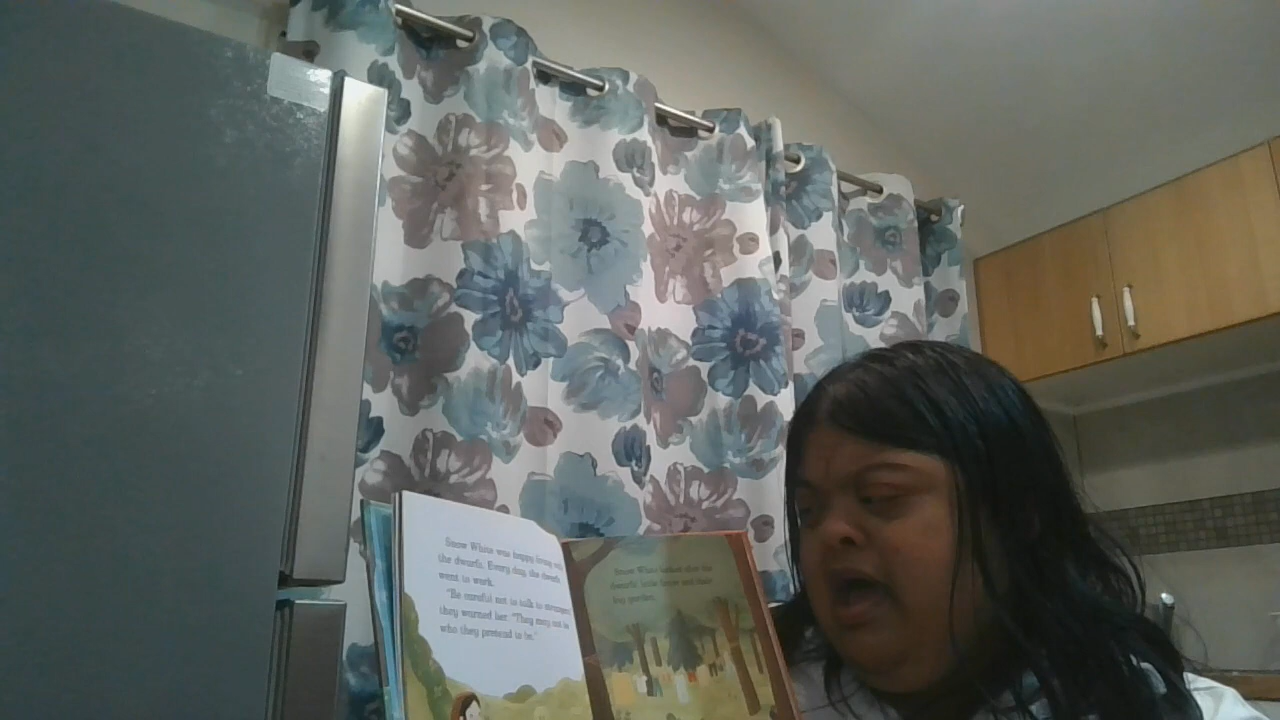 Snow White was happy living with
the dwarfs. Every day, the dwarfs
went to work.
"Be careful not to talk to strangers,"
they warned her. "They may not be
who they pretend to be."
Snow White looked after the
dwarfs' little house and their
tiny garden.